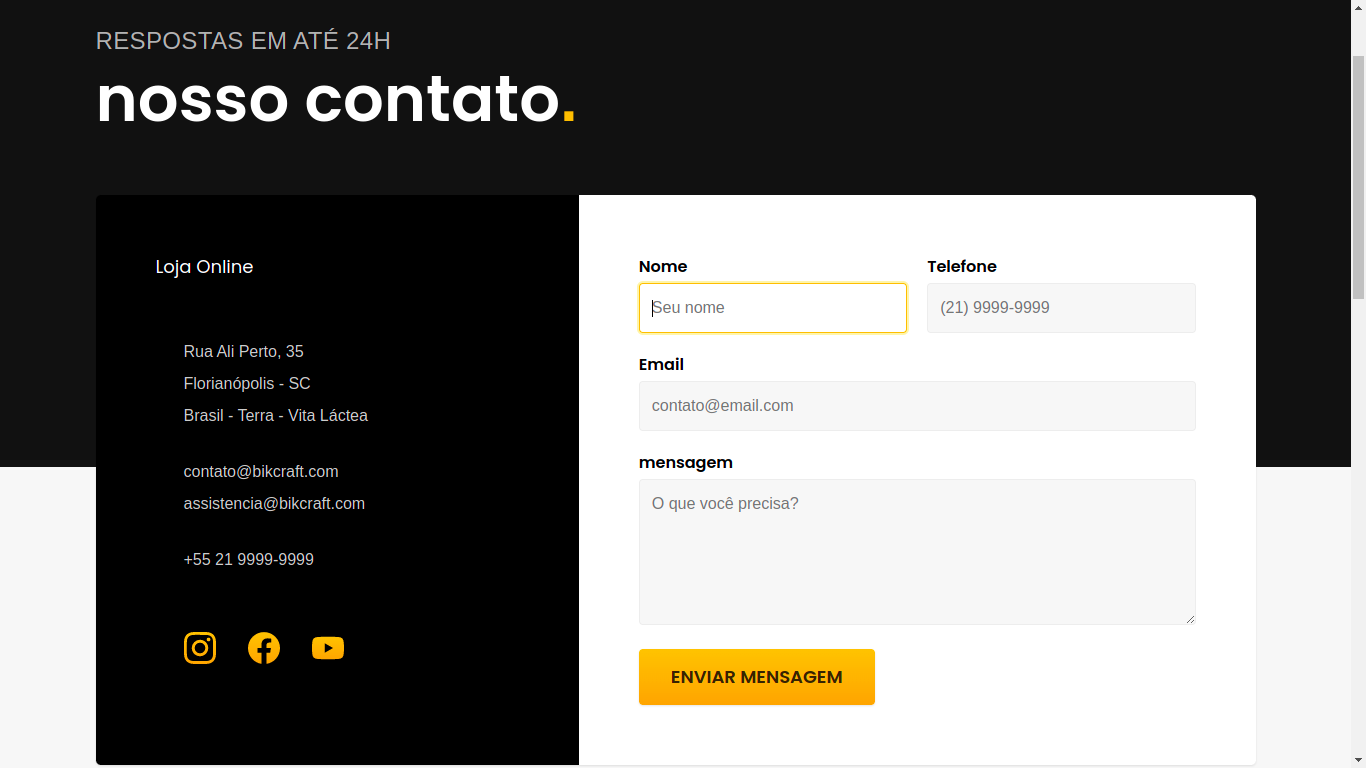 RESPOSTAS EM ATÉ 24H
nosso contato.
Loja Online
Rua Ali Perto, 35
Florianópolis - SC
Brasil - Terra - Vita Láctea
contato@bikcraft.com
assistencia@bikcraft.com
+55 21 9999-9999
Nome
Telefone
Seu nome
(21) 9999-9999
Email
contato@email.com
mensagem
O que você precisa?
ENVIAR MENSAGEM